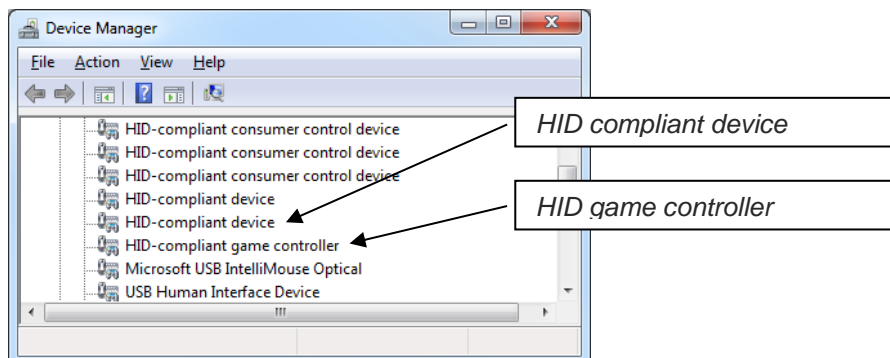 Device Manager
File Action View Help
HID-compliant consumer control device
HID-compliant consumer control device
HID-compliant consumer control device
HID-compliant device
HID-compliant device
HID-compliant game controller
Microsoft USB IntelliMouse Optical
USB Human Interface Device
HID compliant device
HID game controller